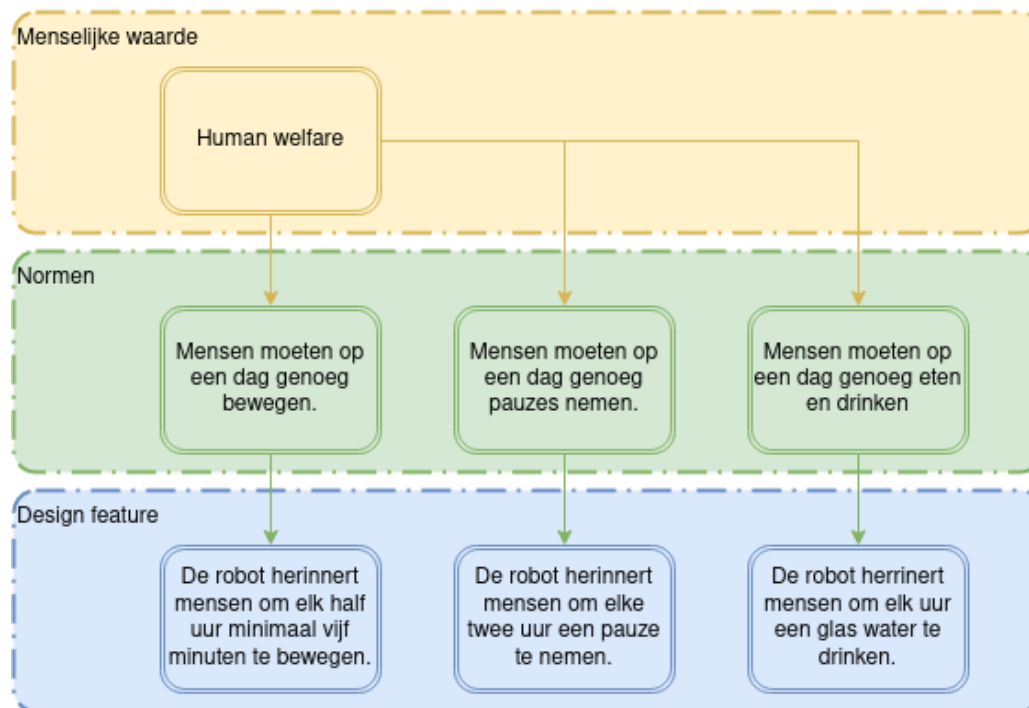 Menselijke waarde
Human welfare
Normen
Mensen moeten op
een dag genoeg
bewegen.
Mensen moeten op
een dag genoeg
pauzes nemen.
Mensen moeten op
een dag genoeg eten
en drinken
Design feature
De robot herinnert
mensen om elk half
uur minimaal vijf
minuten te bewegen.
De robot herinnert
mensen om elke
twee uur een pauze
te nemen.
De robot herrinert
mensen om elk uur
een glas water te
drinken.